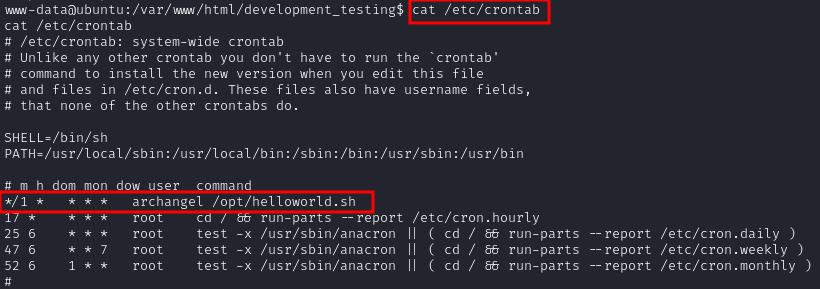 www-data@ubuntu:/var/www/html/development_testing$ cat /etc/crontab
cat /etc/crontab
# /etc/crontab: system-wide crontab
# Unlike any other crontab you don't have to run the `crontab'
# command to install the new version when you edit this file
# and files in /etc/cron.d. These files also have username fields,
# that none of the other crontabs do.
SHELL=/bin/sh
PATH=/usr/local/sbin:/usr/local/bin:/sbin:/bin:/usr/sbin:/usr/bin
# m h dom mon dow user  command
*/1 *   * * *   archangel /opt/helloworld.sh
17 *    * * *   root    cd / && run-parts --report /etc/cron.hourly
25 6    * * *   root    test -x /usr/sbin/anacron || ( cd / && run-parts --report /etc/cron.daily )
47 6    * * 7   root    test -x /usr/sbin/anacron || ( cd / && run-parts --report /etc/cron.weekly )
52 6    1 * *   root    test -x /usr/sbin/anacron || ( cd / && run-parts --report /etc/cron.monthly )
#